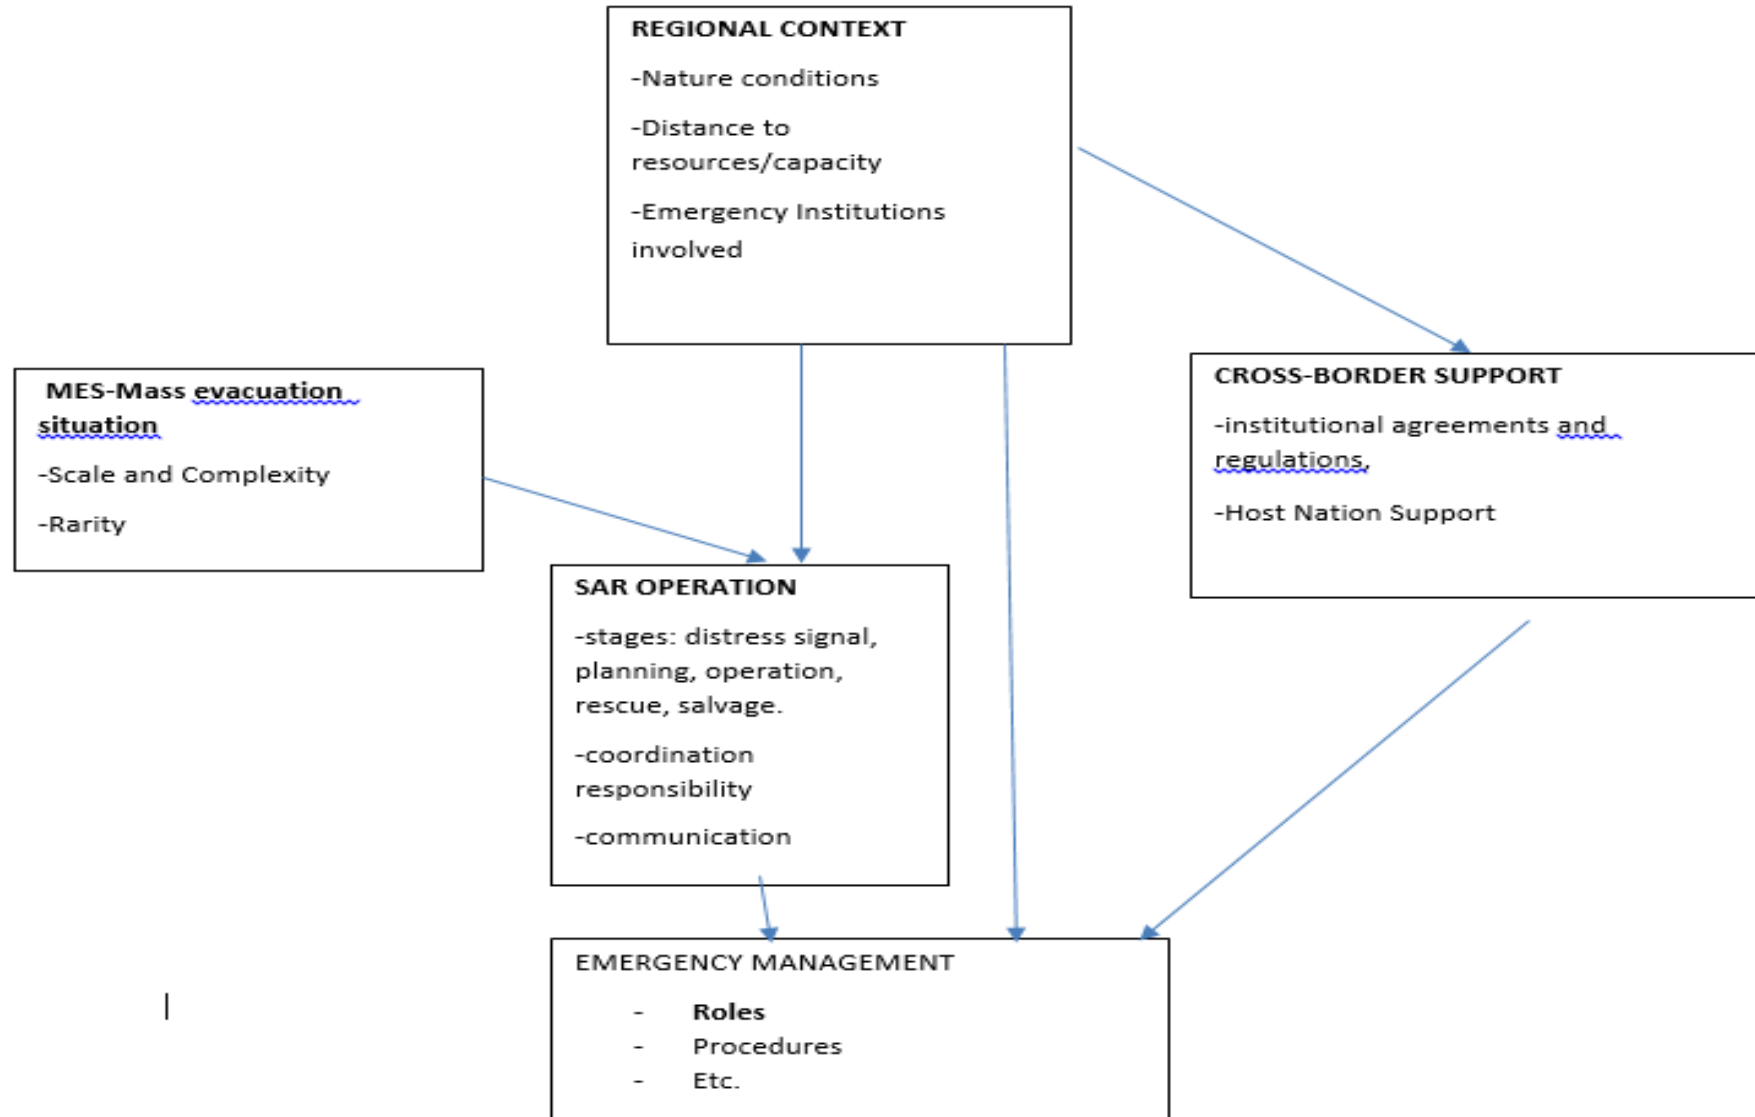 REGIONAL CONTEXT
-Nature conditions
-Distance to
resources/capacity
-Emergency Institutions
involved
MES-Mass evacuation
situation
-Scale and Complexity
-Rarity
CROSS-BORDER SUPPORT
-institutional agreements and
regulations,
-Host Nation Support
SAR OPERATION
-stages: distress signal,
planning, operation,
rescue, salvage.
-coordination
responsibility
-communication
EMERGENCY MANAGEMENT
- Roles
- Procedures
- Etc.